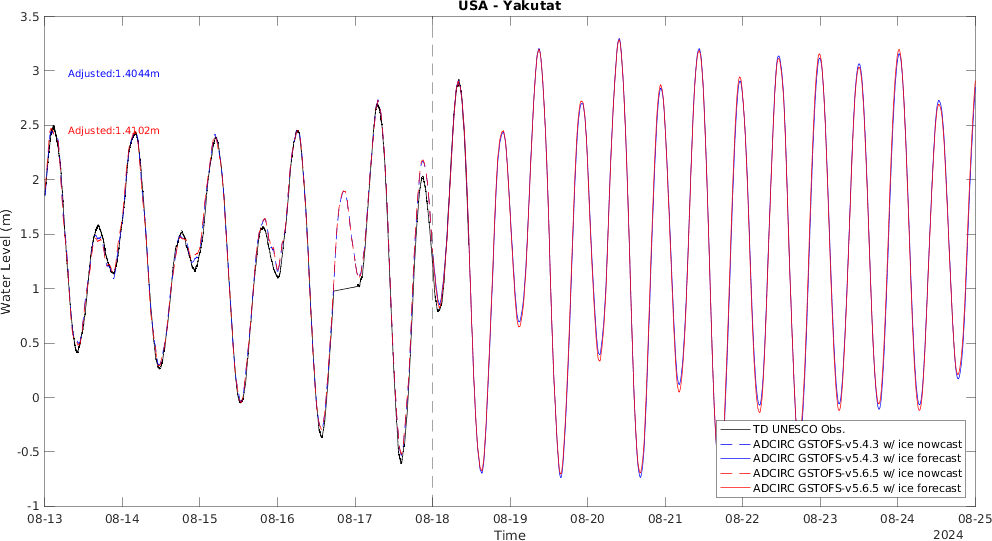 USA - Yakutat
3.5
3
2.5
2
1.5
1
0.5
0
-0.5
-1
Water Level (m)
Adjusted:1.4044m
Adjusted:1.4102m
TD UNESCO Obs.
ADCIRC GSTOFS-v5.4.3 w/ ice nowcast
ADCIRC GSTOFS-v5.4.3 w/ ice forecast
ADCIRC GSTOFS-v5.6.5 w/ ice nowcast
ADCIRC GSTOFS-v5.6.5 w/ ice forecast
08-13 08-14 08-15 08-16 08-17 08-18 08-19 08-20 08-21 08-22 08-23 08-24 08-25
Time
2024